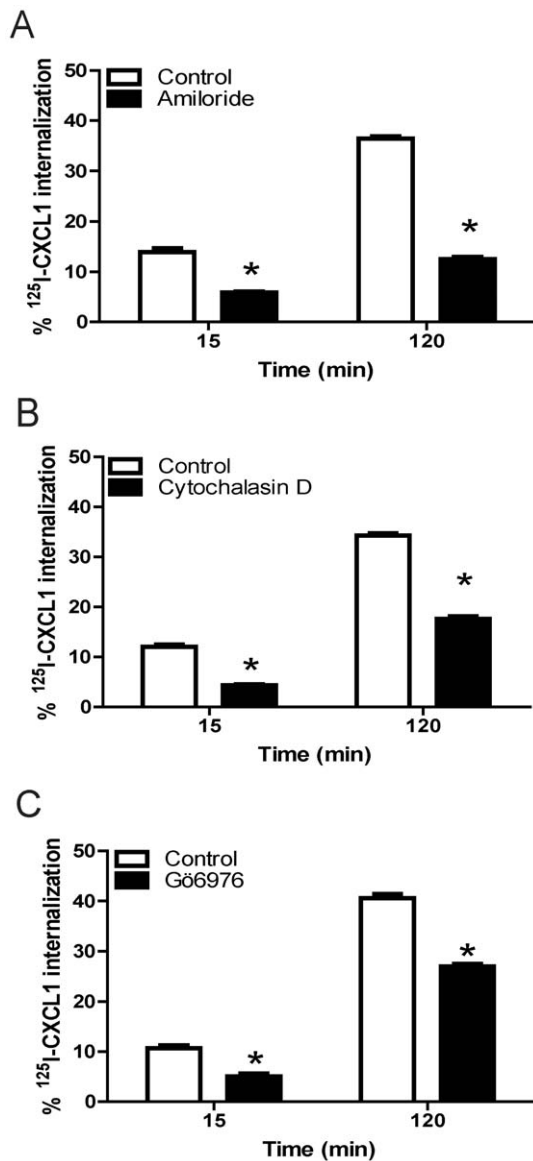 A
% ¹²⁵I-CXCL1 internalization
50
40
30
20
10
0
Control
Amiloride
*
*
15
120
Time (min)
B
% ¹²⁵I-CXCL1 internalization
50
40
30
20
10
0
Control
Cytochalasin D
*
*
15
120
Time (min)
C
% ¹²⁵I-CXCL1 internalization
50
40
30
20
10
0
Control
Gö6976
*
*
15
120
Time (min)